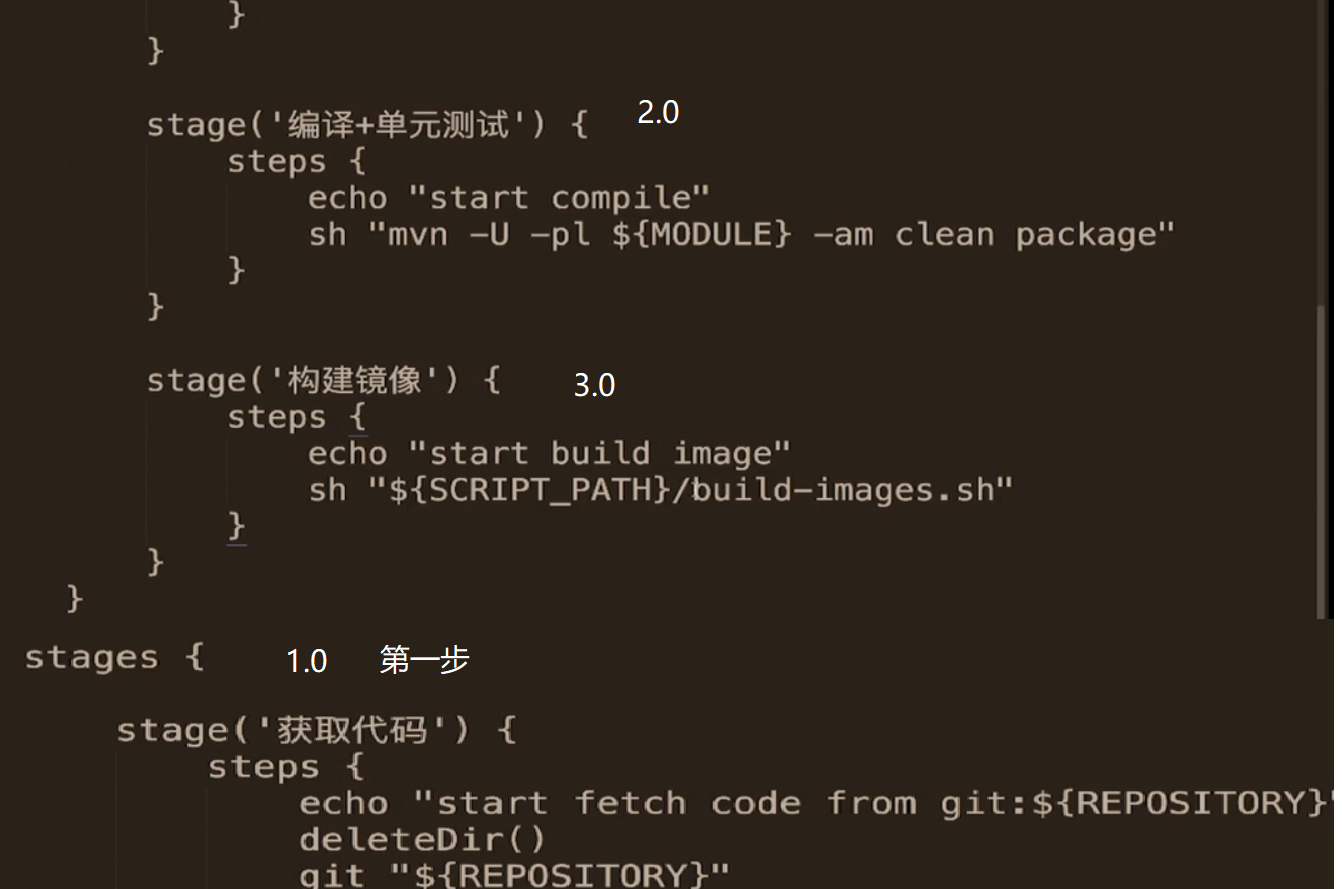 }
}
stage('编译+单元测试') { 2.0
steps {
echo "start compile"
sh "mvn -U -pl ${MODULE} -am clean package"
}
}
stage('构建镜像') { 3.0
steps {
echo "start build image"
sh "${SCRIPT_PATH}/build-images.sh"
}
}
}
stages { 1.0 第一步
stage('获取代码') {
steps {
echo "start fetch code from git:${REPOSITORY}"
deleteDir()
git "${REPOSITORY}"